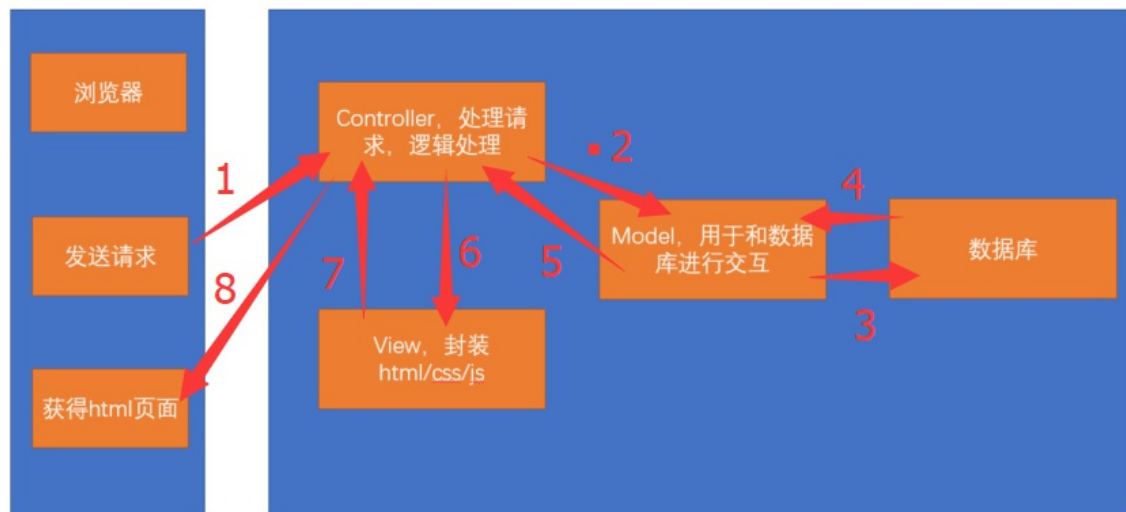 浏览器
发送请求
获得html页面
1
8
Controller，处理请
求，逻辑处理
2
7
6
5
View，封装
html/css/js
Model，用于和数据
库进行交互
4
3
数据库